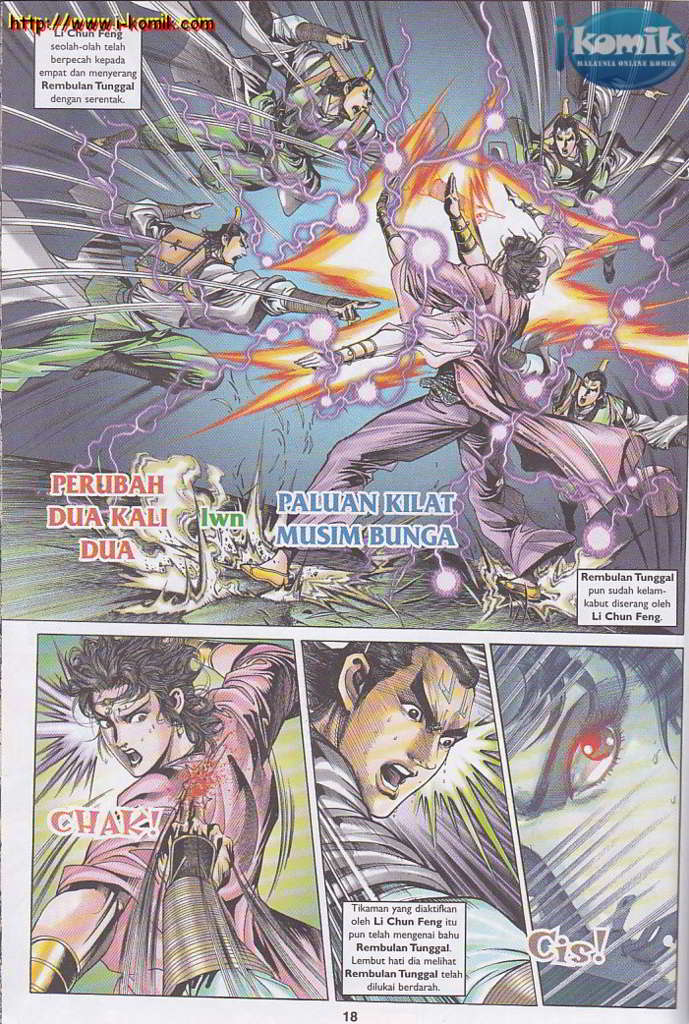 http://www.i-komik.com
ikomik
MALAYSIA ONLINE KOMIK
Li Chun Feng
seolah-olah telah
berpecah kepada
empat dan menyerang
Rembulan Tunggal
dengan serentak.
PERUBAH
DUA KALI
DUA
lwn
PALUAN KILAT
MUSIM BUNGA
Rembulan Tunggal
pun sudah kelam-
kabut diserang oleh
Li Chun Feng.
CHAK!
Tikaman yang diaktifkan
oleh Li Chun Feng itu
pun telah mengenai bahu
Rembulan Tunggal.
Lembut hati dia melihat
Rembulan Tunggal telah
dilukai berdarah.
Cis!
18